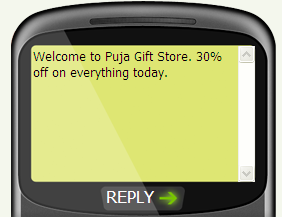 Welcome to Puja Gift Store. 30%
off on everything today.
REPLY